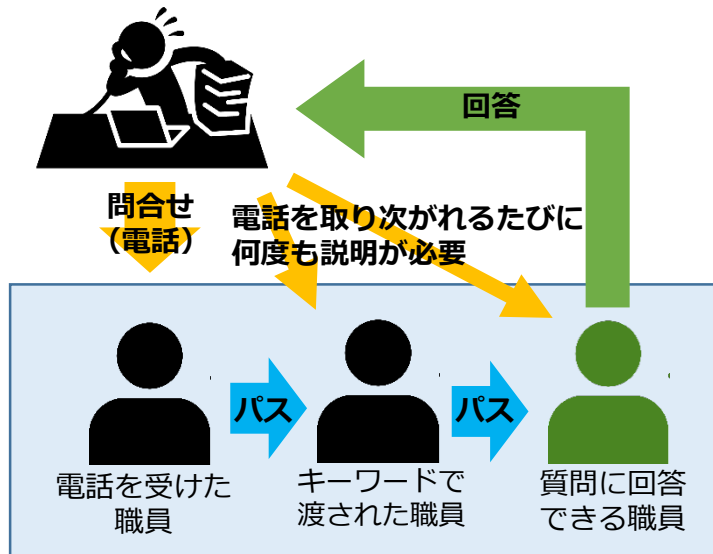 回答
問合せ
（電話）
電話を取り次がれるたびに
何度も説明が必要
パス
パス
電話を受けた
職員
キーワードで
渡された職員
質問に回答
できる職員